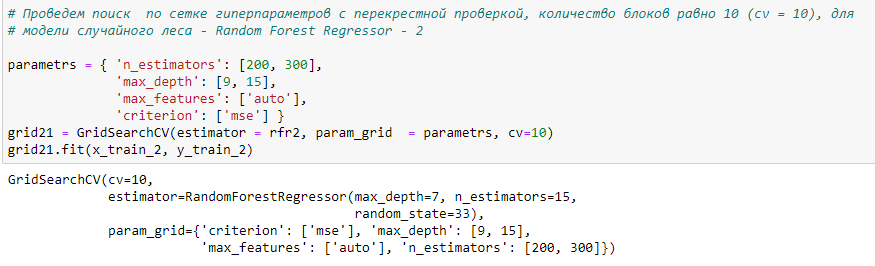 # Проведем поиск  по сетке гиперпараметров с перекрестной проверкой, количество блоков равно 10 (cv = 10), для
# модели случайного леса - Random Forest Regressor - 2
parametrs = { 'n_estimators': [200, 300],
'max_depth': [9, 15],
'max_features': ['auto'],
'criterion': ['mse'] }
grid21 = GridSearchCV(estimator = rfr2, param_grid  = parametrs, cv=10)
grid21.fit(x_train_2, y_train_2)
GridSearchCV(cv=10,
estimator=RandomForestRegressor(max_depth=7, n_estimators=15,
random_state=33),
param_grid={'criterion': ['mse'], 'max_depth': [9, 15],
'max_features': ['auto'], 'n_estimators': [200, 300]})